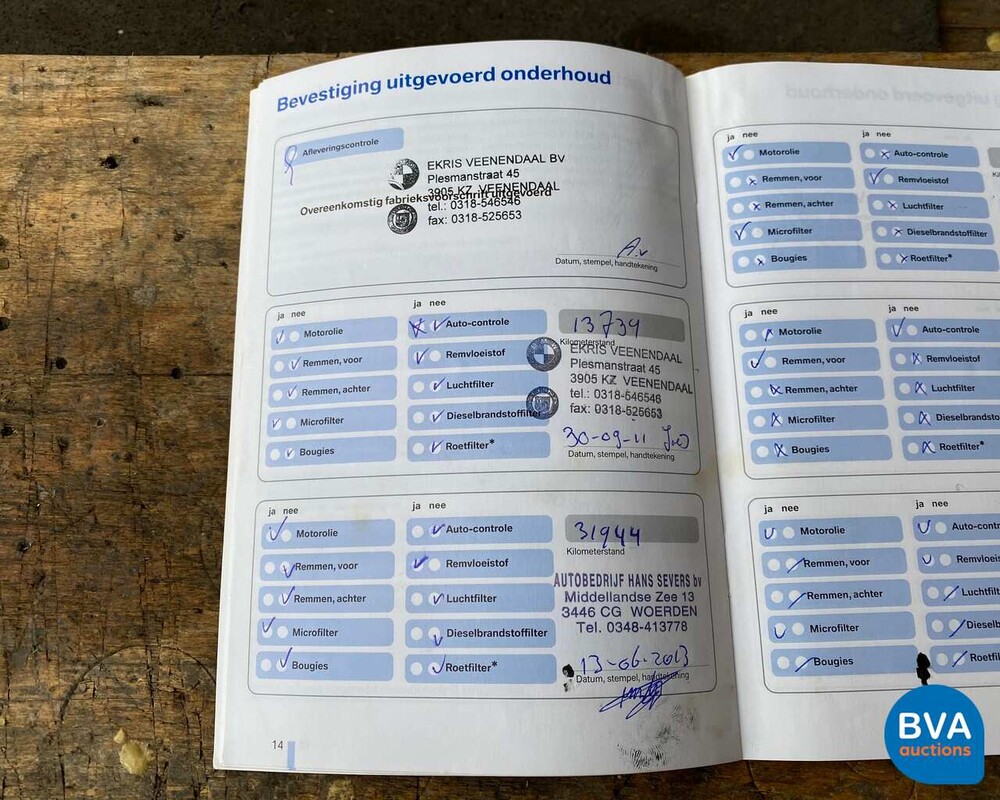 Bevestiging uitgevoerd onderhoud
Afleveringscontrole
EKRIS VEENENDAAL BV
Plesmanstraat 45
3905 KZ VEENENDAAL
Overeenkomstig fabrieksvoorschrift uitgevoerd
tel.: 0318-546546
fax: 0318-525653
Datum, stempel, handtekening
ja nee
ja nee
Motorolie
Auto-controle
13739
Kilometerstand
Remmen, voor
Remvloeistof
EKRIS VEENENDAAL
Plesmanstraat 45
Remmen, achter
Luchtfilter
3905 KZ VEENENDAAL
tel.: 0318-546546
Microfilter
Dieselbrandstoffilter
fax: 0318-525653
Bougies
Roetfilter*
30-09-11
Datum, stempel, handtekening
ja nee
ja nee
Motorolie
Auto-controle
31944
Kilometerstand
Remmen, voor
Remvloeistof
AUTOBEDRIJF HANS SEVERS bv
Middellandse Zee 13
Remmen, achter
Luchtfilter
3446 CG WOERDEN
Tel. 0348-413778
Microfilter
Dieselbrandstoffilter
Bougies
Roetfilter*
13-06-2013
Datum, stempel, handtekening
14
ja nee
ja nee
Motorolie
Auto-controle
Remmen, voor
Remvloeistof
Remmen, achter
Luchtfilter
Microfilter
Dieselbrandstoffilter
Bougies
Roetfilter*
ja nee
ja nee
Motorolie
Auto-controle
Remmen, voor
Remvloeistof
Remmen, achter
Luchtfilter
Microfilter
Dieselbrandsto
Bougies
Roetfilter*
ja nee
ja nee
Motorolie
Auto-contr
Remmen, voor
Remvloeis
Remmen, achter
Luchtfilt
Microfilter
Dieselb
Bougies
Roetfil
BVA
auctions